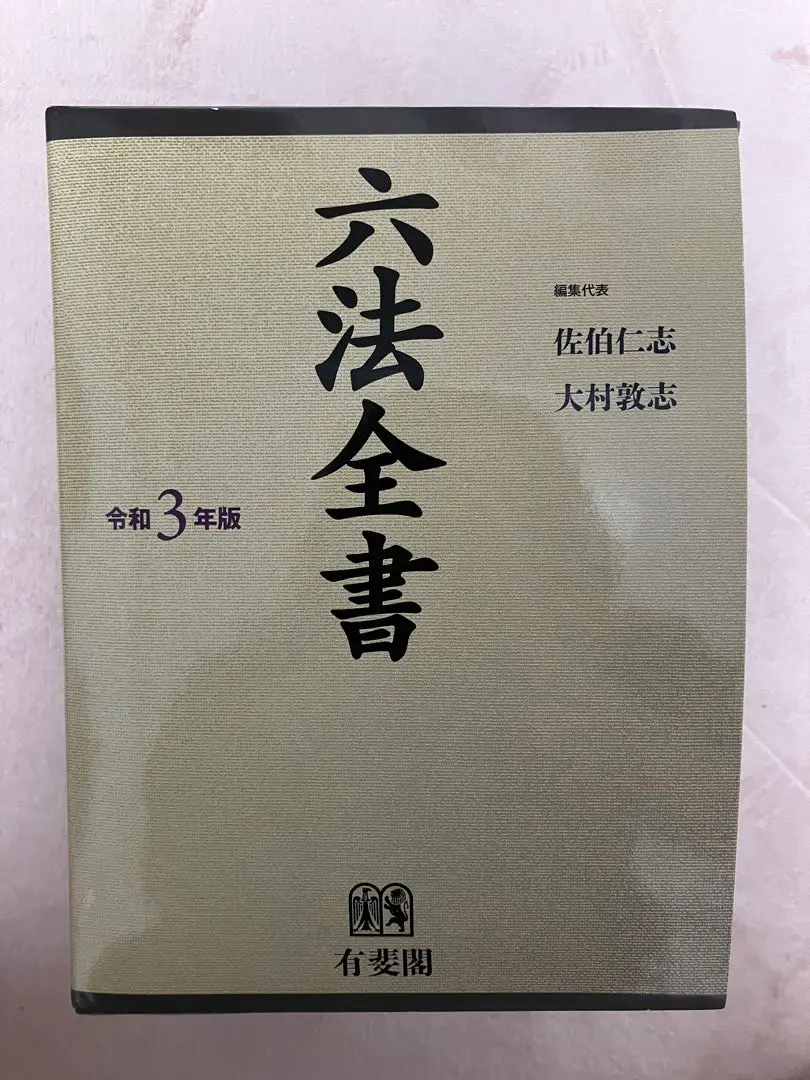 六法全書
編集代表
佐伯仁志
大村敦志
令和3年版
有斐閣